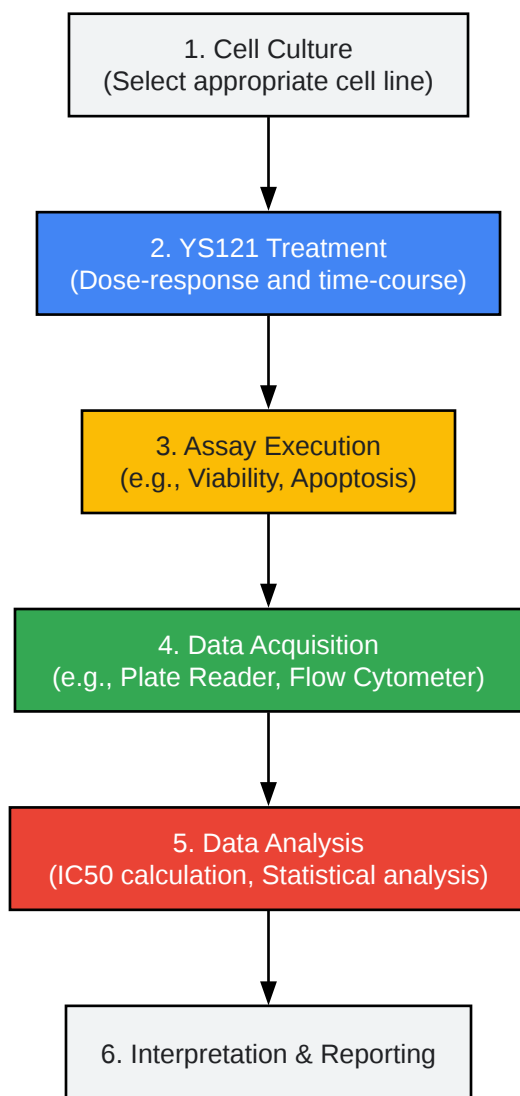 1. Cell Culture
(Select appropriate cell line)
2. YS121 Treatment
(Dose-response and time-course)
3. Assay Execution
(e.g., Viability, Apoptosis)
4. Data Acquisition
(e.g., Plate Reader, Flow Cytometer)
5. Data Analysis
(IC50 calculation, Statistical analysis)
6. Interpretation & Reporting